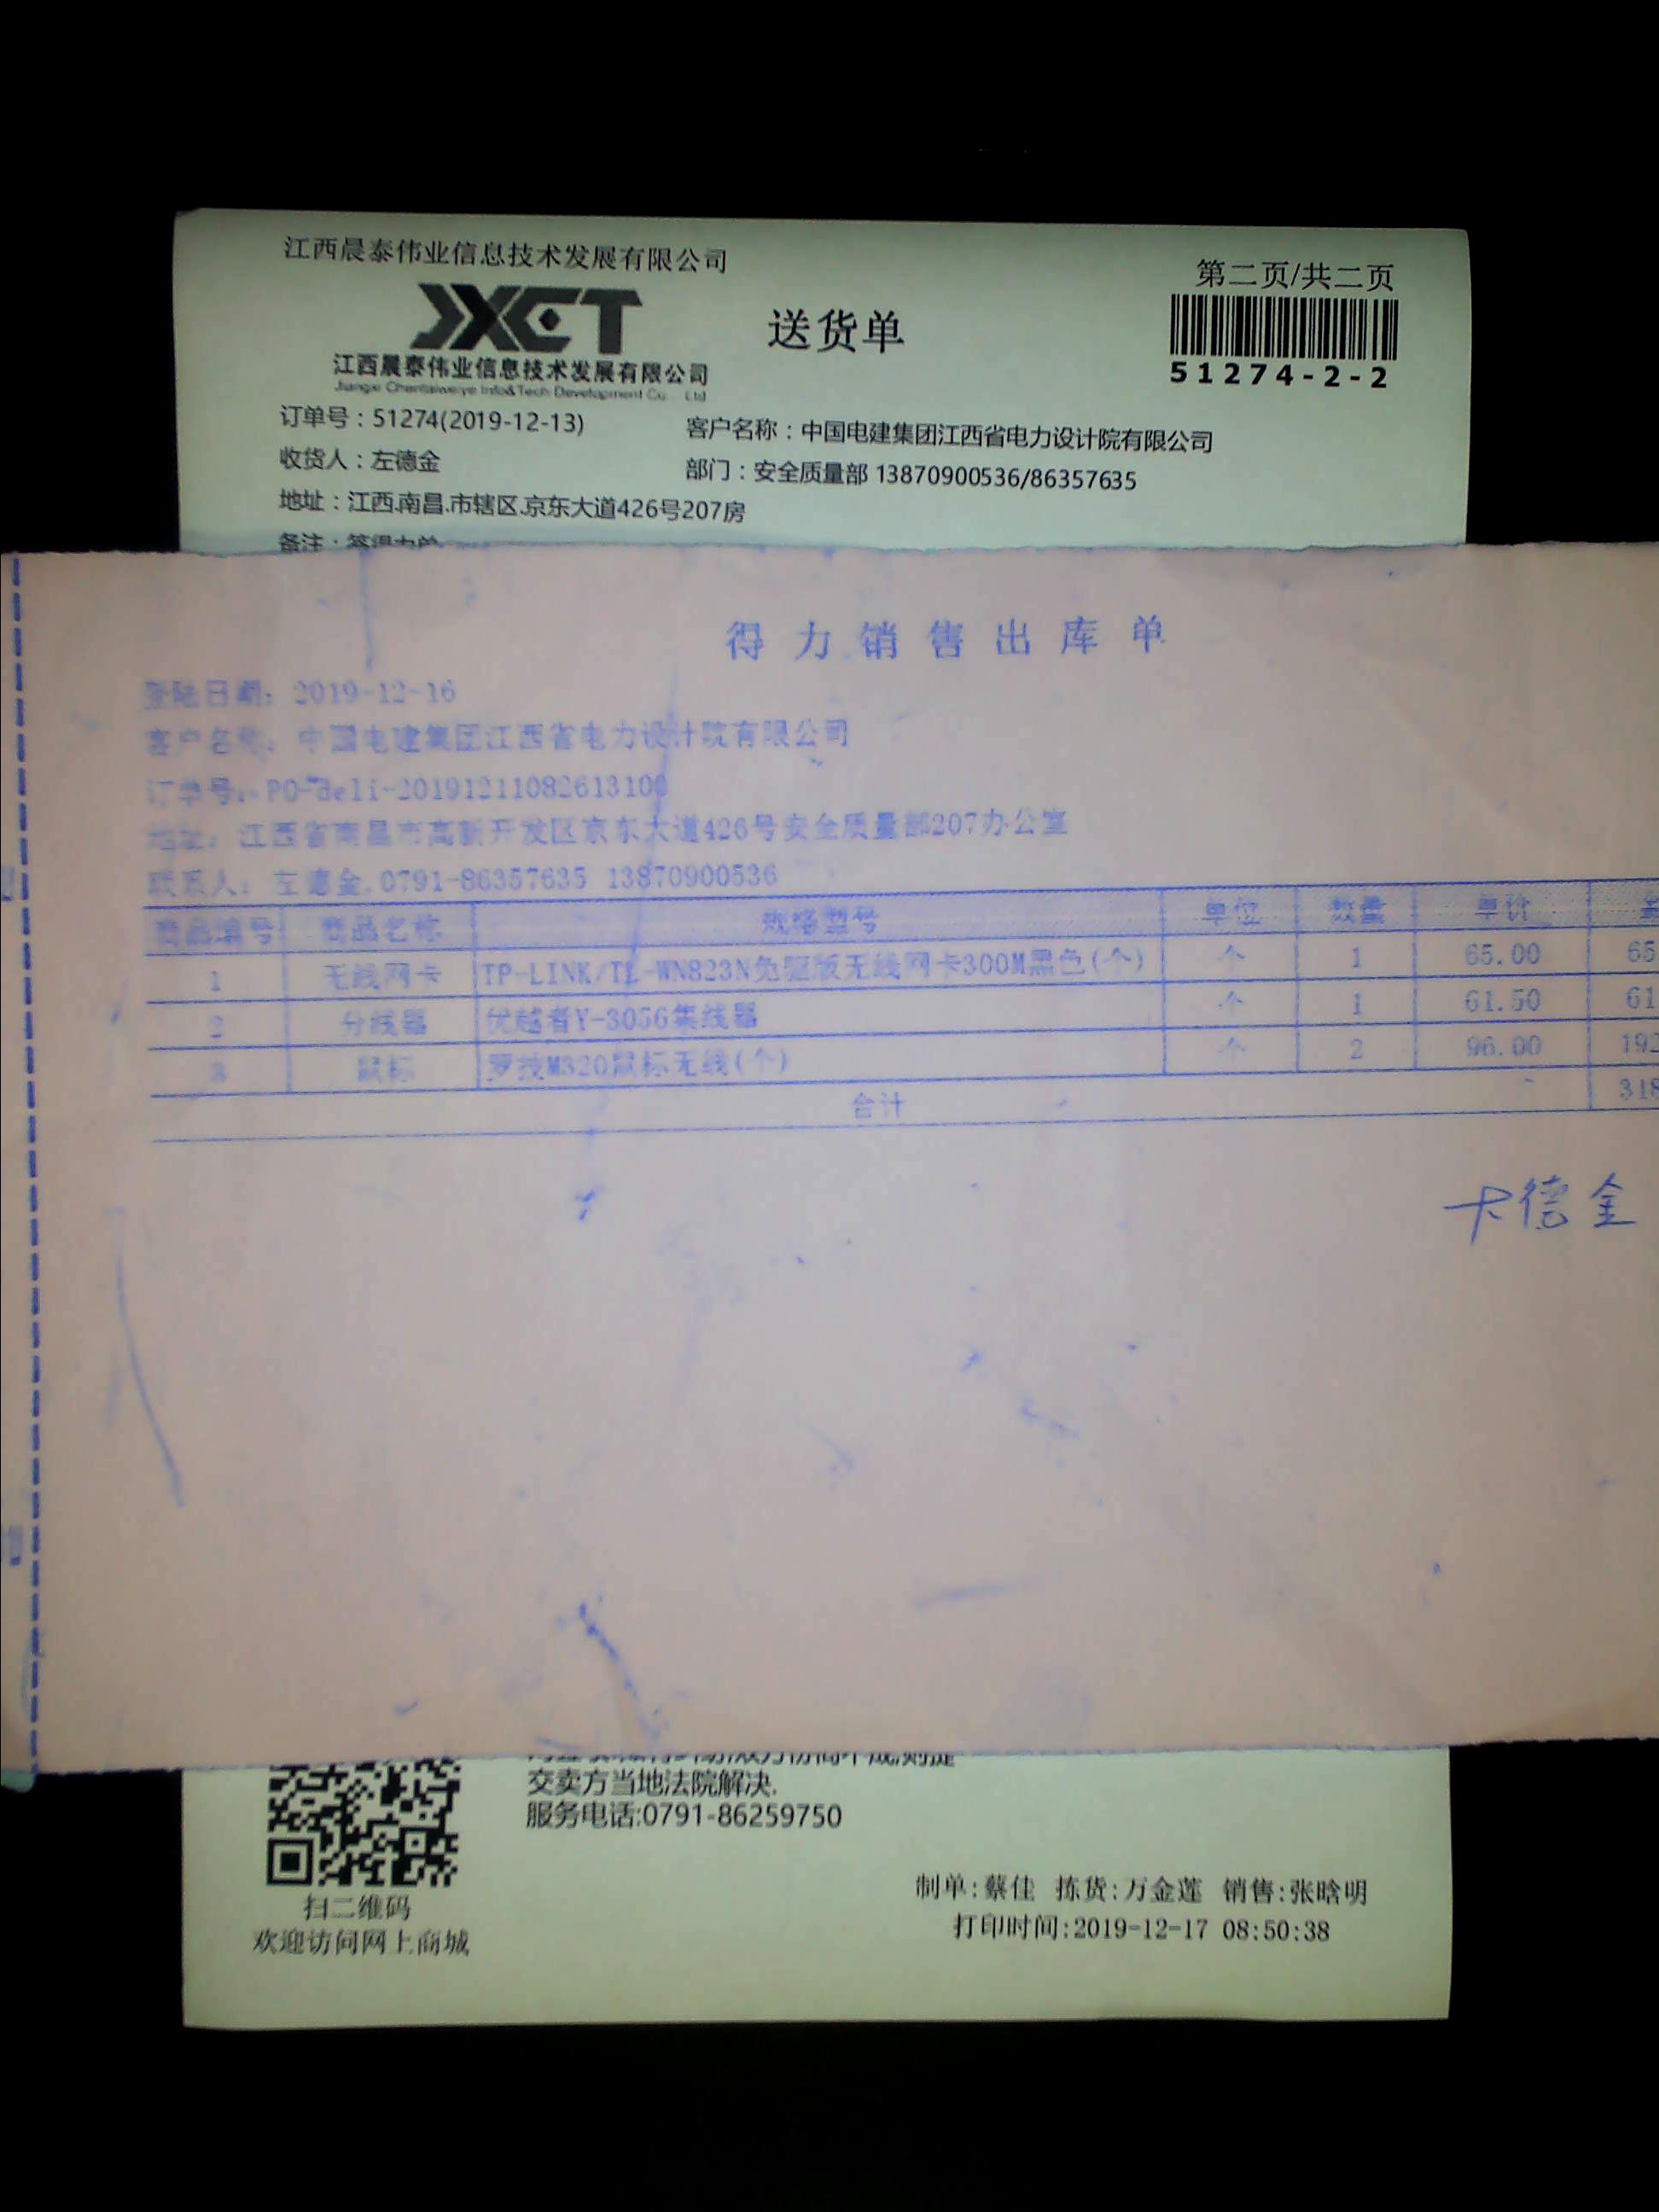 江西晨泰伟业信息技术发展有限公司
第二页/共二页
JXCT
送货单
江西晨泰伟业信息技术发展有限公司
Jiangxi Chentaiweiye Info&Tech Development Co. Ltd
51274-2-2
订单号：51274(2019-12-13)
客户名称：中国电建集团江西省电力设计院有限公司
收货人：左德金
部门：安全质量部 13870900536/86357635
地址：江西.南昌.市辖区.京东大道426号207房
备注：签得力单
得力销售出库单
登陆日期：2019-12-16
客户名称：中国电建集团江西省电力设计院有限公司
订单号：PO-deli-20191211082613100
地址：江西省南昌市高新开发区京东大道426号安全质量部207办公室
联系人：左德金,0791-86357635 13870900536
商品编号 商品名称 规格型号 单位 数量 单价
1 无线网卡 TP-LINK/TL-WN823N免驱版无线网卡300M黑色(个) 个 1 65.00 65
2 分线器 优越者Y-3056集线器 个 1 61.50 61
3 鼠标 罗技M320鼠标无线(个) 个 2 96.00 192
合计 318
德金
交卖方当地法院解决.
服务电话:0791-86259750
扫二维码
欢迎访问网上商城
制单:蔡佳 拣货:万金莲 销售:张晗明
打印时间:2019-12-17 08:50:38